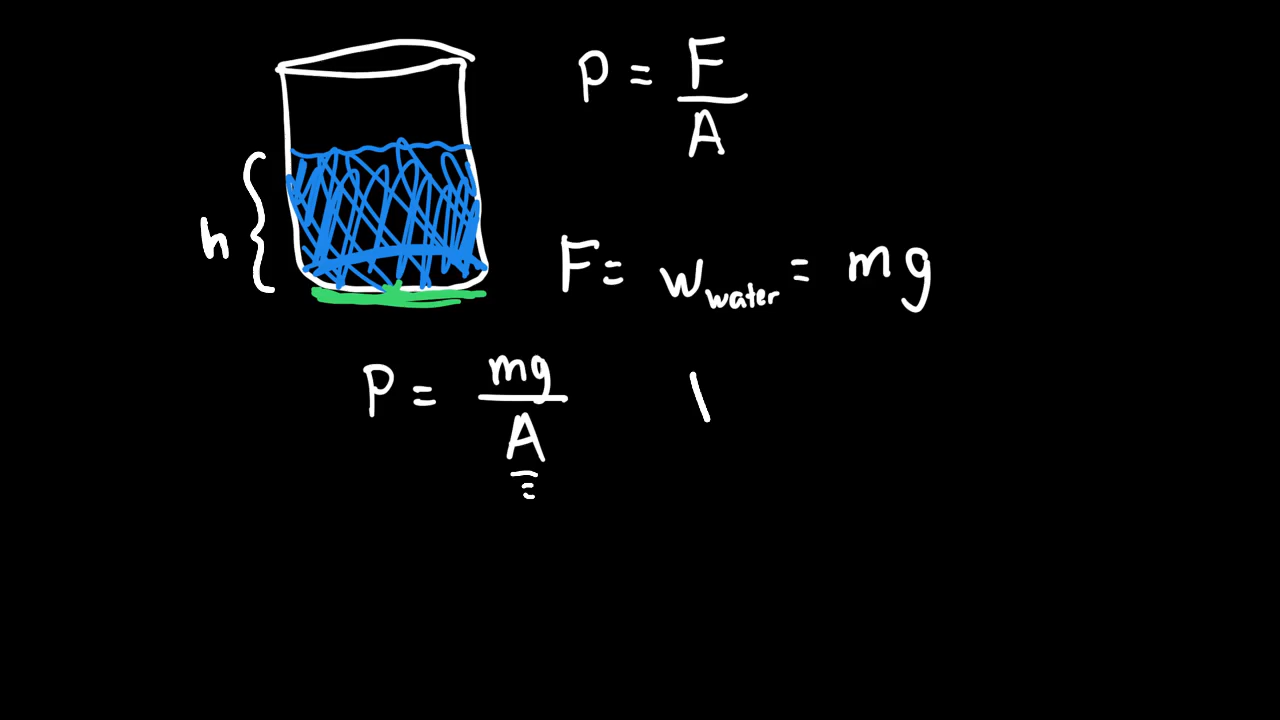 P = F/A
h
F = w_water = mg
P = mg/A